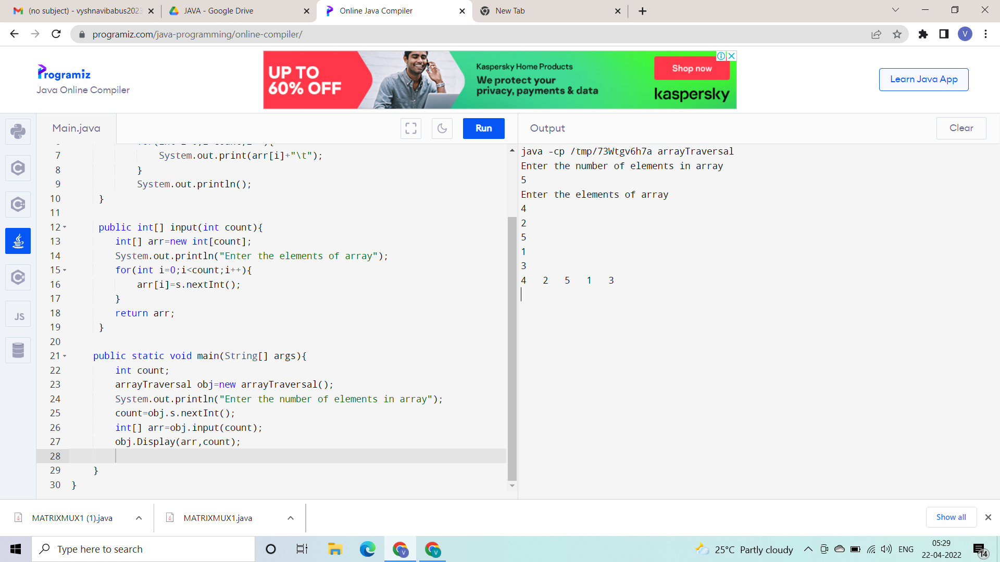 (no subject) - vyshnavibabus2023
JAVA - Google Drive
Online Java Compiler
New Tab
programiz.com/java-programming/online-compiler/
V
Programiz
Java Online Compiler
UP TO
60% OFF
Kaspersky Home Products
We protect your
privacy, payments & data
Shop now
kaspersky
Learn Java App
Main.java
Run
Output
Clear
7 System.out.print(arr[i]+"\t");
8 }
9 System.out.println();
10 }
11
12 public int[] input(int count){
13 int[] arr=new int[count];
14 System.out.println("Enter the elements of array");
15 for(int i=0;i<count;i++){
16 arr[i]=s.nextInt();
17 }
18 return arr;
19 }
20
21 public static void main(String[] args){
22 int count;
23 arrayTraversal obj=new arrayTraversal();
24 System.out.println("Enter the number of elements in array");
25 count=obj.s.nextInt();
26 int[] arr=obj.input(count);
27 obj.Display(arr,count);
28
29 }
30 }
JS
java -cp /tmp/73Wtgv6h7a arrayTraversal
Enter the number of elements in array
5
Enter the elements of array
4
2
5
1
3
4 2 5 1 3
MATRIXMUX1 (1).java
MATRIXMUX1.java
Show all
Type here to search
V
V
25°C Partly cloudy
ENG
05:29
22-04-2022
14